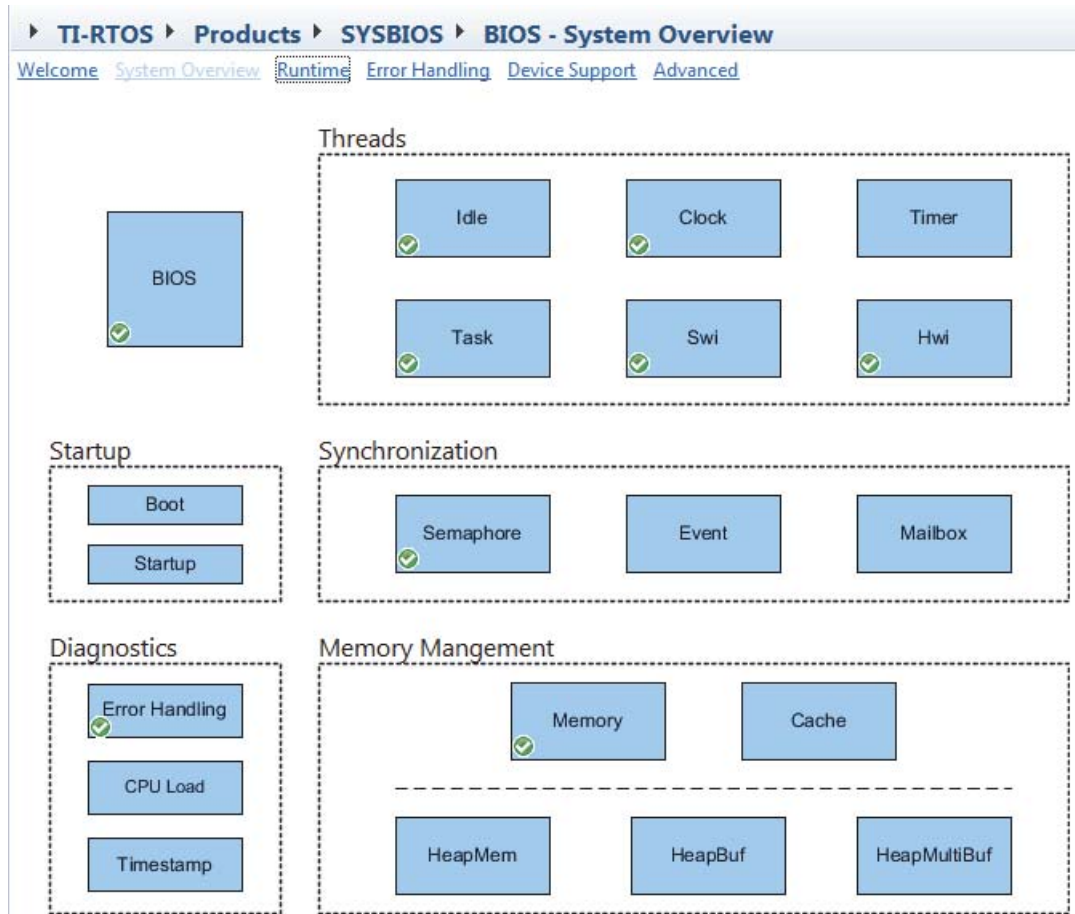 TI-RTOS Products SYSBIOS BIOS - System Overview
Welcome System Overview Runtime Error Handling Device Support Advanced
Threads
Idle Clock Timer
BIOS
Task Swi Hwi
Startup Synchronization
Boot
Semaphore Event Mailbox
Startup
Diagnostics Memory Mangement
Error Handling
Memory Cache
CPU Load
HeapMem HeapBuf HeapMultiBuf
Timestamp